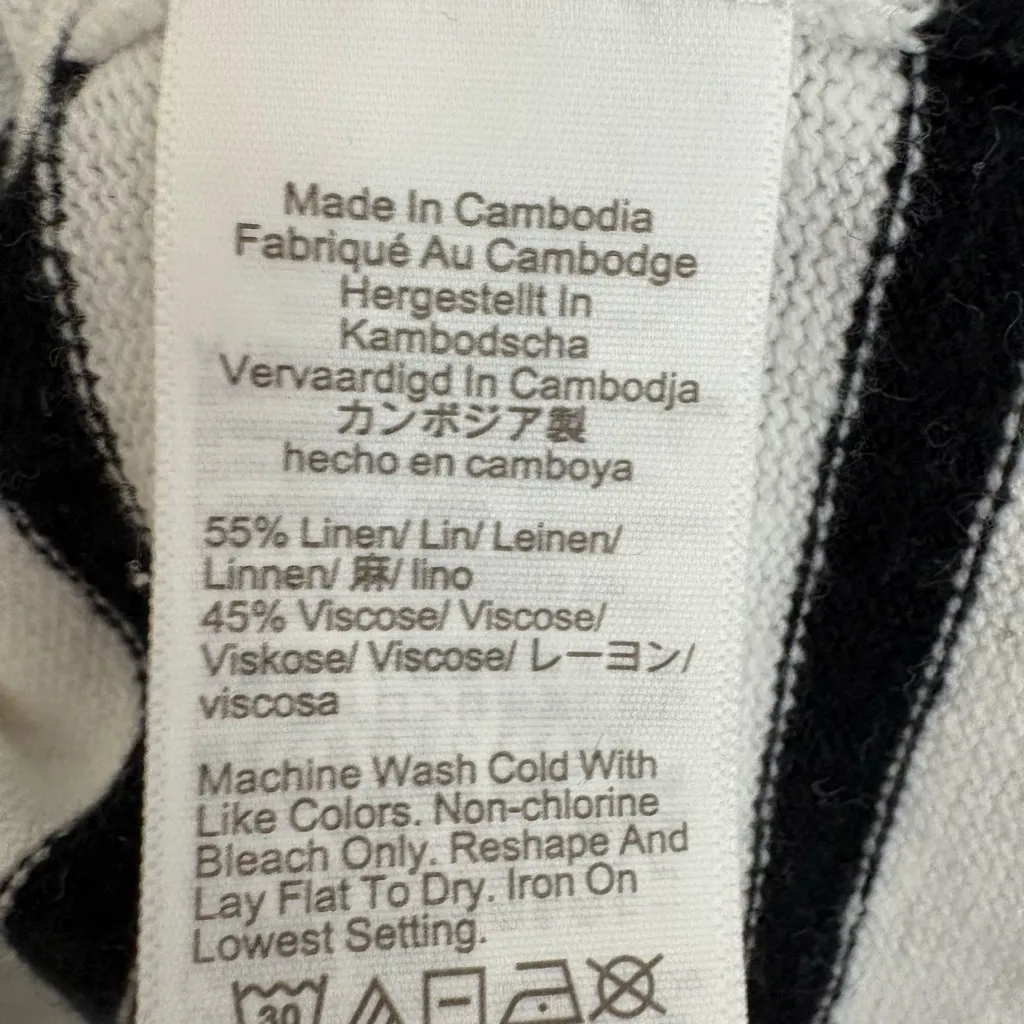 Made In Cambodia
Fabriqué Au Cambodge
Hergestellt In
Kambodscha
Vervaardigd In Cambodja
カンボジア製
hecho en camboya
55% Linen/ Lin/ Leinen/
Linnen/ 麻/ lino
45% Viscose/ Viscose/
Viskose/ Viscose/ レーヨン/
viscosa
Machine Wash Cold With
Like Colors. Non-chlorine
Bleach Only. Reshape And
Lay Flat To Dry. Iron On
Lowest Setting.
30